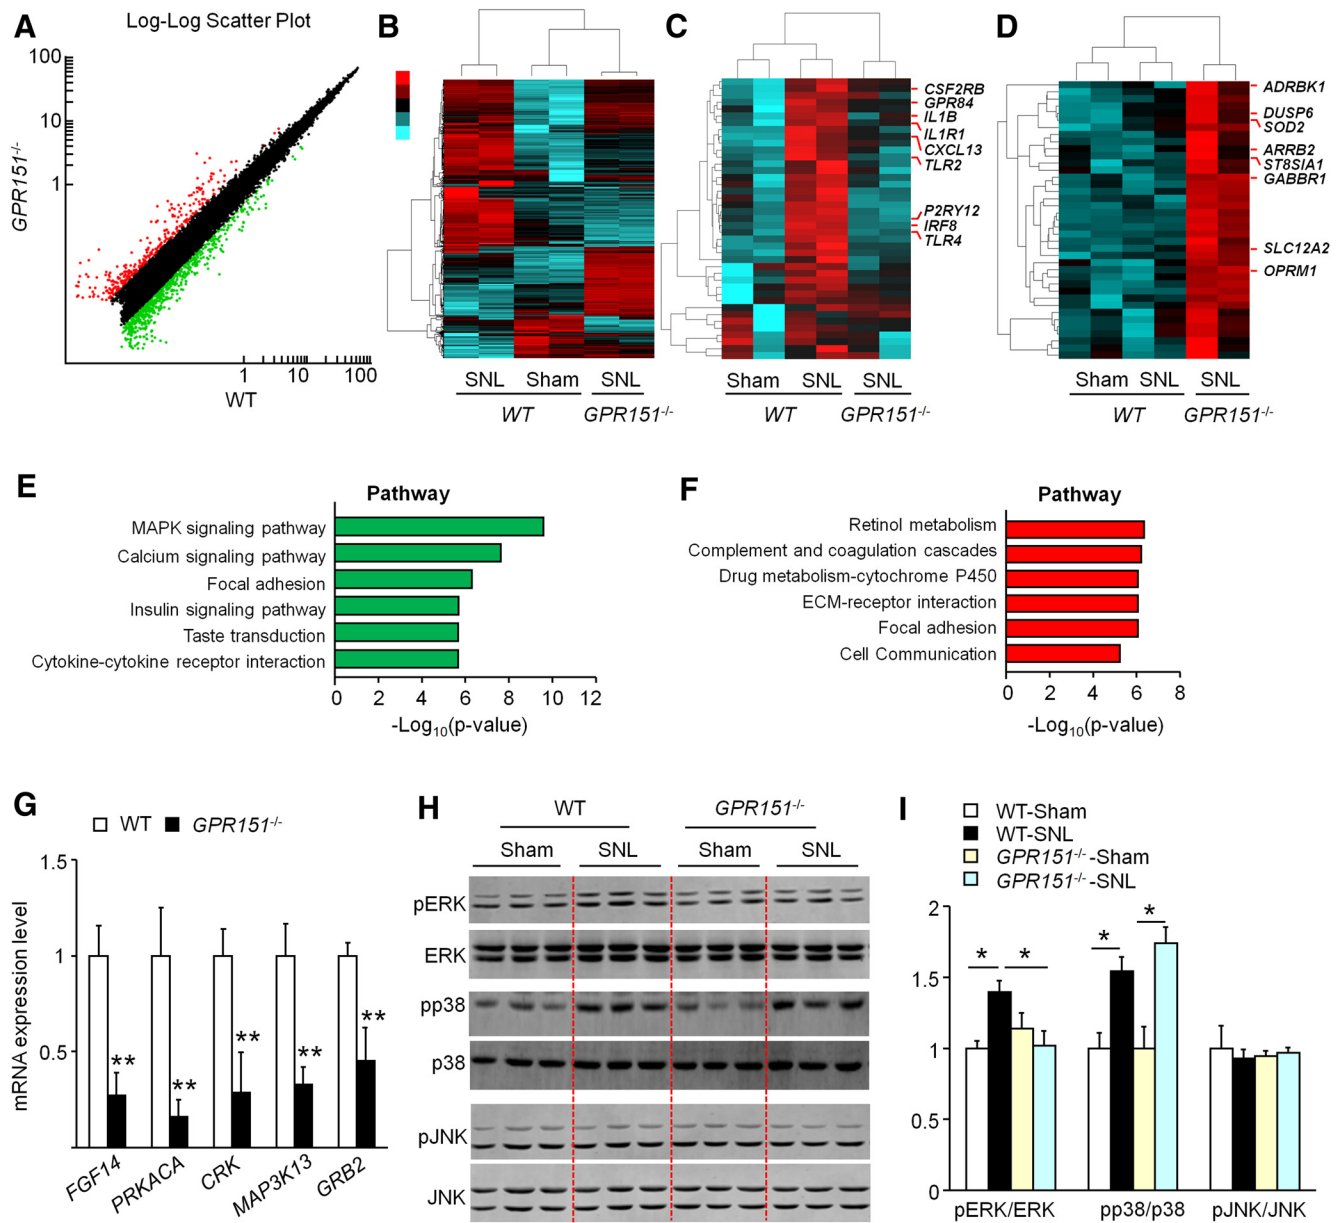 A
Log-Log Scatter Plot
100
10
1
GPR151-/-
1
10
100
WT
B
SNL
Sham
SNL
WT
GPR151-/-
C
CSF2RB
GPR84
IL1B
IL1R1
CXCL13
TLR2
P2RY12
IRF8
TLR4
Sham
SNL
SNL
WT
GPR151-/-
D
ADRBK1
DUSP6
SOD2
ARRB2
ST8SIA1
GABBR1
SLC12A2
OPRM1
Sham
SNL
SNL
WT
GPR151-/-
E
Pathway
MAPK signaling pathway
Calcium signaling pathway
Focal adhesion
Insulin signaling pathway
Taste transduction
Cytokine-cytokine receptor interaction
0 2 4 6 8 10 12
-Log10(p-value)
F
Pathway
Retinol metabolism
Complement and coagulation cascades
Drug metabolism-cytochrome P450
ECM-receptor interaction
Focal adhesion
Cell Communication
0 2 4 6 8
-Log10(p-value)
G
WT GPR151-/-
mRNA expression level
1.5
1
0.5
**
**
**
**
**
FGF14
PRKACA
CRK
MAP3K13
GRB2
H
WT
GPR151-/-
Sham
SNL
Sham
SNL
pERK
ERK
pp38
p38
pJNK
JNK
I
WT-Sham
WT-SNL
GPR151-/--Sham
GPR151-/--SNL
2
1.5
1
0.5
0
*
*
*
*
pERK/ERK
pp38/p38
pJNK/JNK